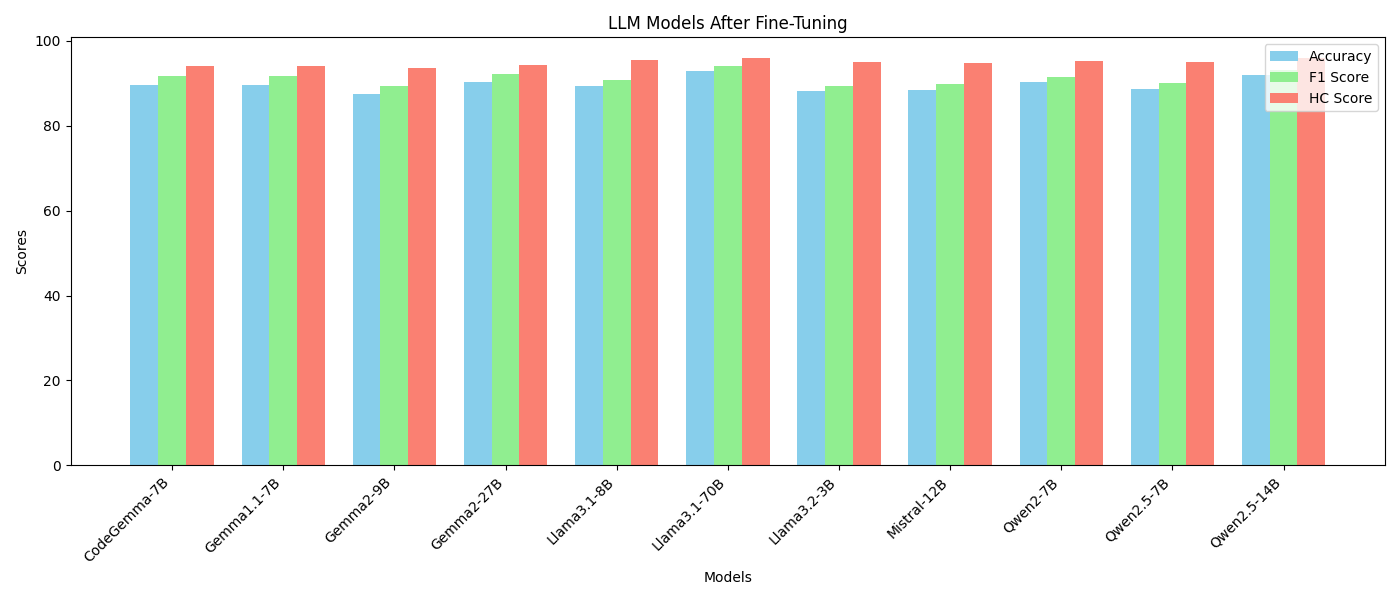 LLM Models After Fine-Tuning
Accuracy
F1 Score
HC Score
Scores
100
80
60
40
20
0
CodeGemma-7B
Gemma1.1-7B
Gemma2-9B
Gemma2-27B
Llama3.1-8B
Llama3.1-70B
Llama3.2-3B
Mistral-12B
Qwen2-7B
Qwen2.5-7B
Qwen2.5-14B
Models